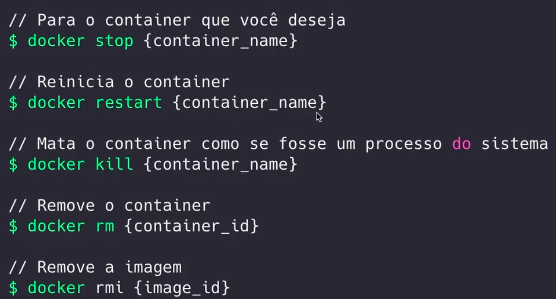 // Para o container que você deseja
$ docker stop {container_name}
// Reinicia o container
$ docker restart {container_name}
// Mata o container como se fosse um processo do sistema
$ docker kill {container_name}
// Remove o container
$ docker rm {container_id}
// Remove a imagem
$ docker rmi {image_id}